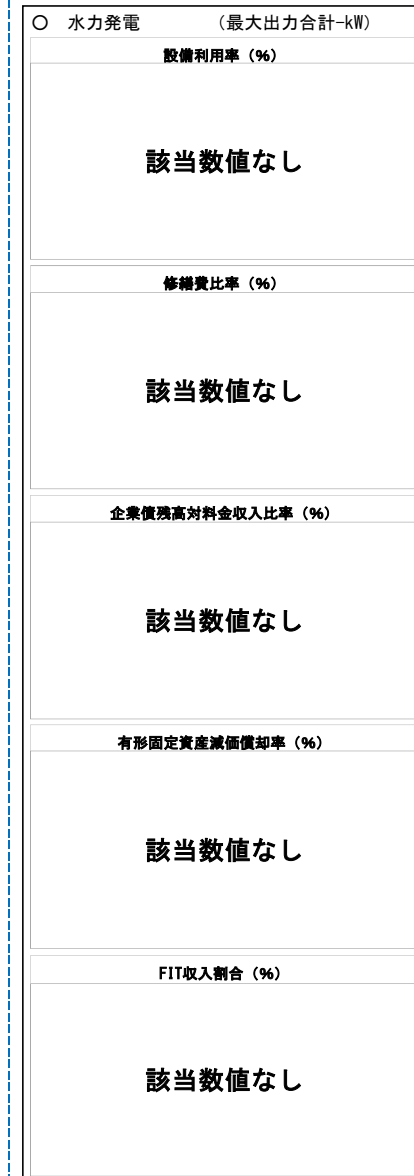 ○ 水力発電 (最大出力合計-kW)
設備利用率（%）
該当数値なし
修繕費比率（%）
該当数値なし
企業債残高対料金収入比率（%）
該当数値なし
有形固定資産減価償却率（%）
該当数値なし
FIT収入割合（%）
該当数値なし